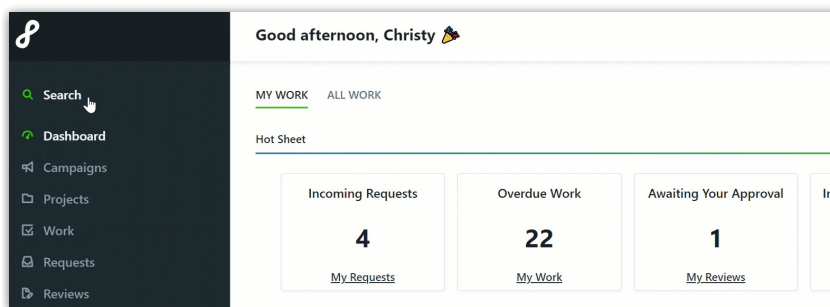 Good afternoon, Christy
Search
Dashboard
Campaigns
Projects
Work
Requests
Reviews
MY WORK ALL WORK
Hot Sheet
Incoming Requests
4
My Requests
Overdue Work
22
My Work
Awaiting Your Approval
1
My Reviews